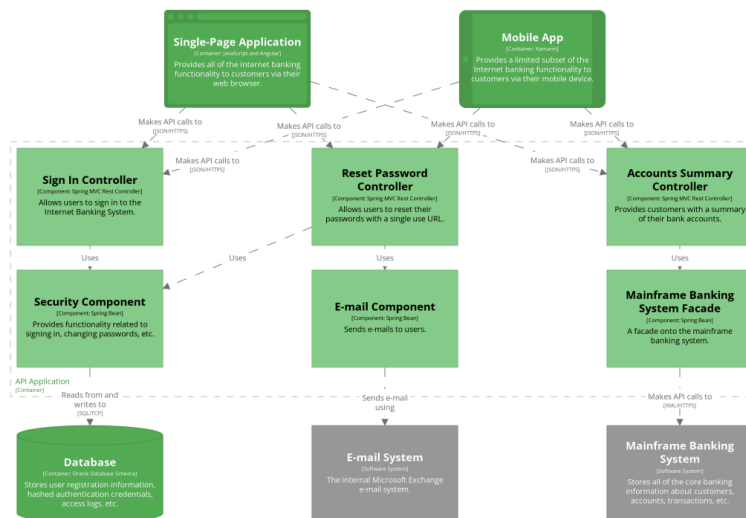 Single-Page Application
[Container: JavaScript and Angular]
Provides all of the Internet banking
functionality to customers via their
web browser.
Mobile App
[Container: Xamarin]
Provides a limited subset of the
Internet banking functionality to
customers via their mobile device.
Makes API calls to
[JSON/HTTPS]
Makes API calls to
[JSON/HTTPS]
Makes API calls to
[JSON/HTTPS]
Makes API calls to
[JSON/HTTPS]
Makes API calls to
[JSON/HTTPS]
Makes API calls to
[JSON/HTTPS]
Sign In Controller
[Component: Spring MVC Rest Controller]
Allows users to sign in to the
Internet Banking System.
Reset Password
Controller
[Component: Spring MVC Rest Controller]
Allows users to reset their
passwords with a single use URL.
Accounts Summary
Controller
[Component: Spring MVC Rest Controller]
Provides customers with a summary
of their bank accounts.
Uses
Uses
Uses
Uses
Security Component
[Component: Spring Bean]
Provides functionality related to
signing in, changing passwords, etc.
E-mail Component
[Component: Spring Bean]
Sends e-mails to users.
Mainframe Banking
System Facade
[Component: Spring Bean]
A facade onto the mainframe
banking system.
API Application
[Container]
Reads from and
writes to
[SQL/TCP]
Sends e-mail
using
Makes API calls to
[XML/HTTPS]
Database
[Container: Oracle Database Schema]
Stores user registration information,
hashed authentication credentials,
access logs, etc.
E-mail System
[Software System]
The internal Microsoft Exchange
e-mail system.
Mainframe Banking
System
[Software System]
Stores all of the core banking
information about customers,
accounts, transactions, etc.